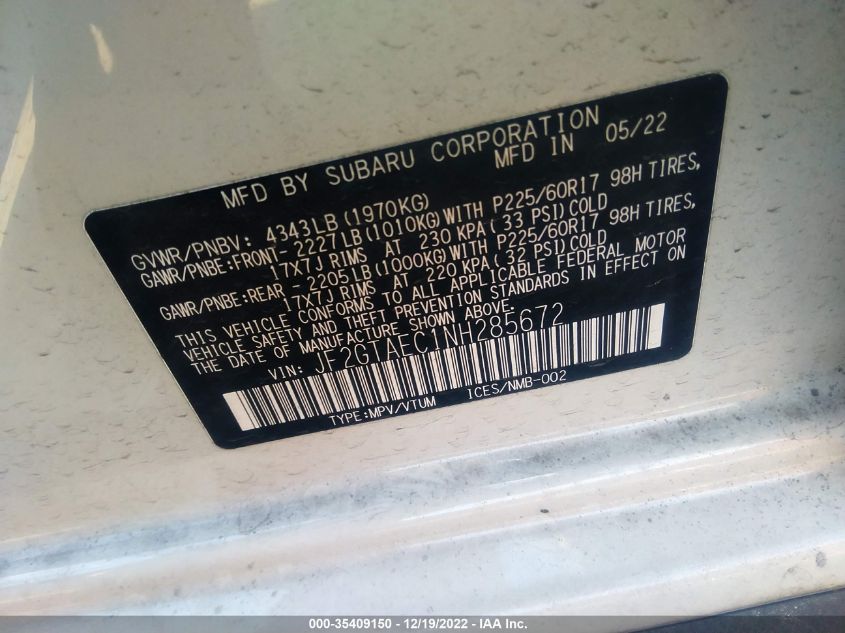 MFD BY SUBARU CORPORATION 05/22
MFD IN
GVWR/PNBV: 4343LB(1970KG)
GAWR/PNBE:FRONT- 2227LB(1010KG)WITH P225/60R17 98H TIRES,
17X7J RIMS AT 230 KPA( 33 PSI)COLD
GAWR/PNBE:REAR - 2205LB(1000KG)WITH P225/60R17 98H TIRES,
17X7J RIMS AT 220 KPA( 32 PSI)COLD
THIS VEHICLE CONFORMS TO ALL APPLICABLE FEDERAL MOTOR
VEHICLE SAFETY AND THEFT PREVENTION STANDARDS IN EFFECT ON
THE DATE OF MANUFACTURE SHOWN ABOVE.
VIN: JF2GTAEC1NH285672
TYPE:MPV/VTUM ICES/NMB-002
000-35409150 - 12/19/2022 - IAA Inc.